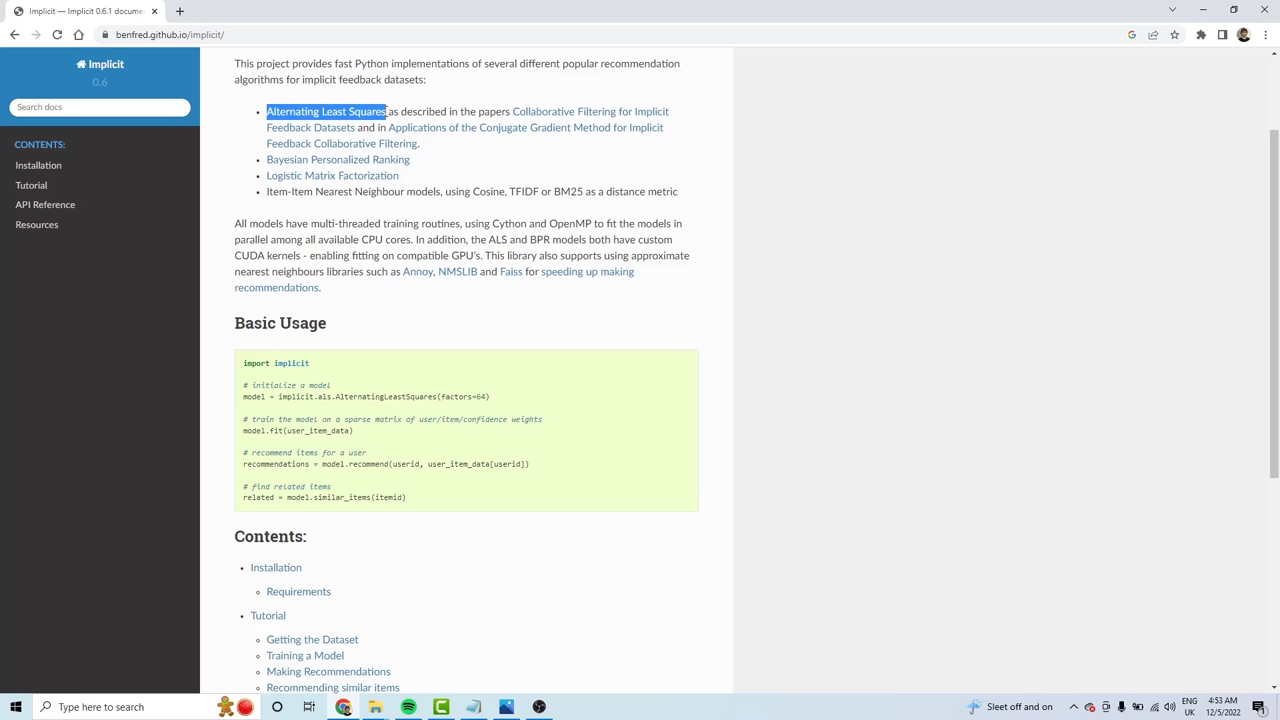 Implicit — Implicit 0.6.1 documen
benfred.github.io/implicit/
Implicit
0.6
Search docs
CONTENTS:
Installation
Tutorial
API Reference
Resources
This project provides fast Python implementations of several different popular recommendation
algorithms for implicit feedback datasets:
Alternating Least Squares as described in the papers Collaborative Filtering for Implicit
Feedback Datasets and in Applications of the Conjugate Gradient Method for Implicit
Feedback Collaborative Filtering.
Bayesian Personalized Ranking
Logistic Matrix Factorization
Item-Item Nearest Neighbour models, using Cosine, TFIDF or BM25 as a distance metric
All models have multi-threaded training routines, using Cython and OpenMP to fit the models in
parallel among all available CPU cores. In addition, the ALS and BPR models both have custom
CUDA kernels - enabling fitting on compatible GPU's. This library also supports using approximate
nearest neighbours libraries such as Annoy, NMSLIB and Faiss for speeding up making
recommendations.
Basic Usage
import implicit
# initialize a model
model = implicit.als.AlternatingLeastSquares(factors=64)
# train the model on a sparse matrix of user/item/confidence weights
model.fit(user_item_data)
# recommend items for a user
recommendations = model.recommend(userid, user_item_data[userid])
# find related items
related = model.similar_items(itemid)
Contents:
Installation
Requirements
Tutorial
Getting the Dataset
Training a Model
Making Recommendations
Recommending similar items
Type here to search
Sleet off and on
ENG
UK
4:53 AM
12/5/2022